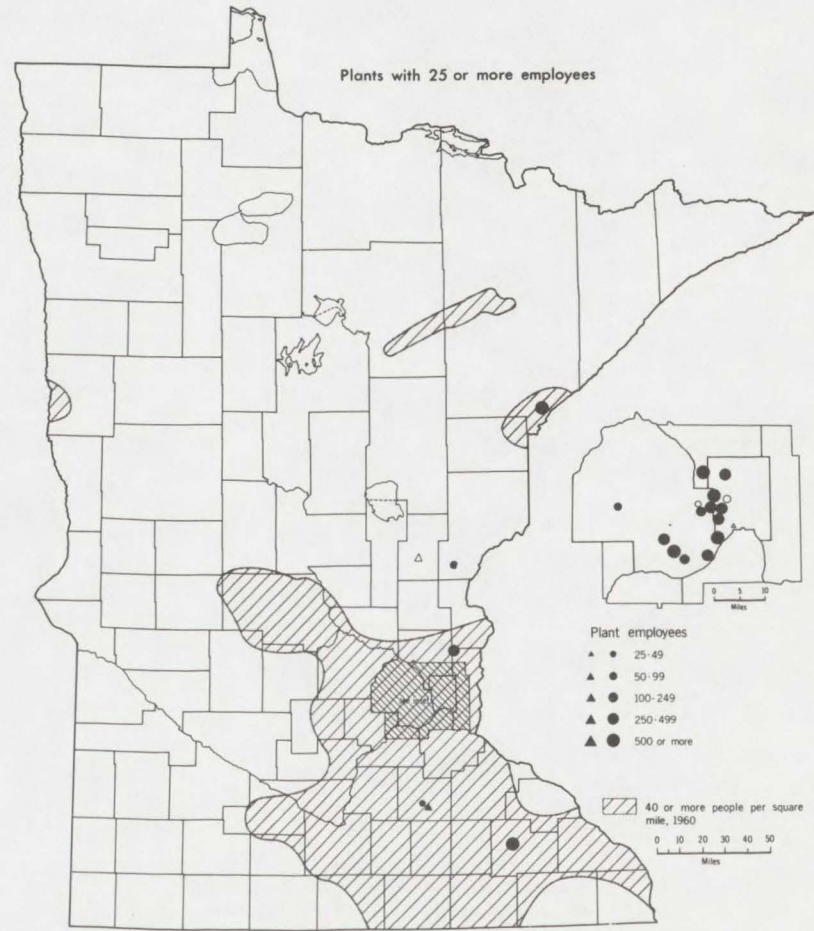 Plants with 25 or more employees
0 5 10
Miles
Plant employees
25-49
50-99
100-249
250-499
500 or more
40 or more people per square
mile, 1960
0 10 20 30 40 50
Miles